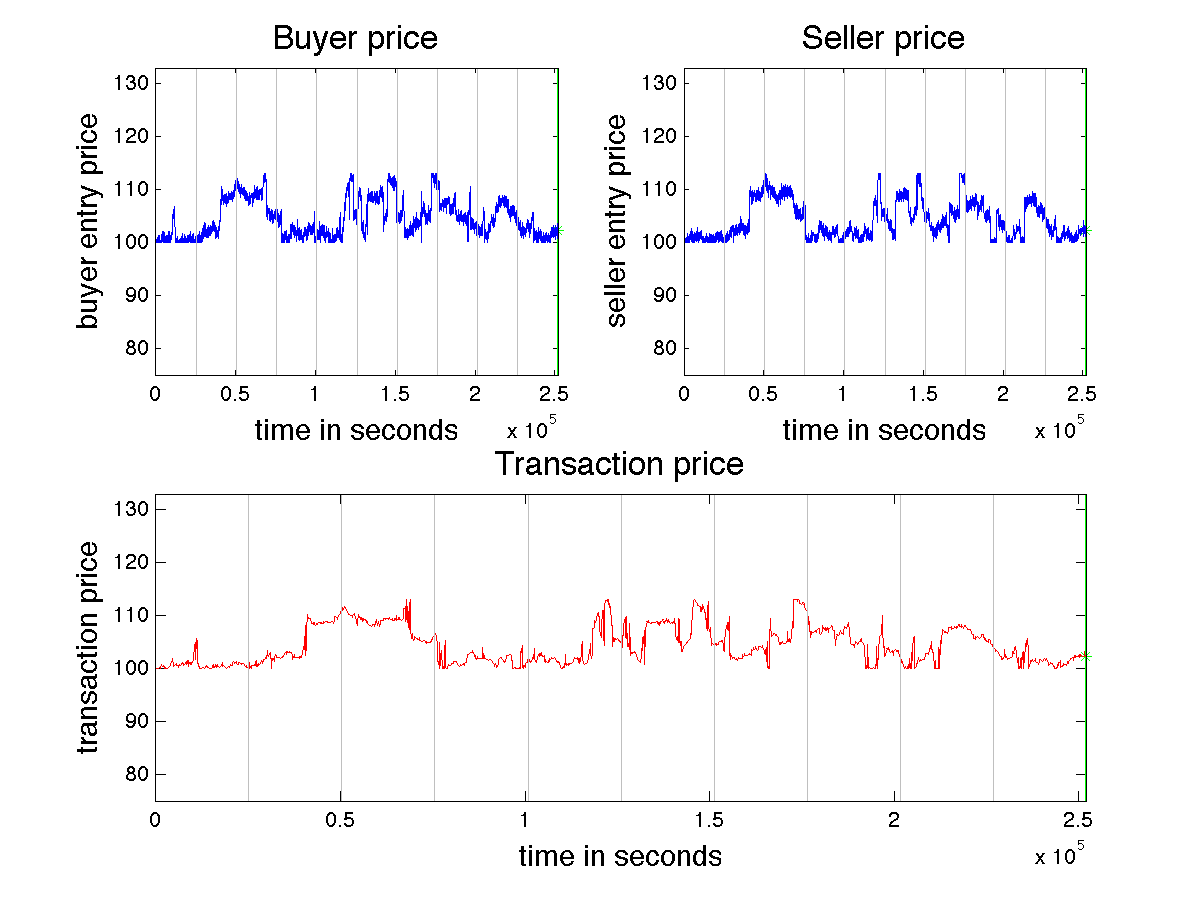 Buyer price
Seller price
130
120
110
100
90
80
buyer entry price
0 0.5 1 1.5 2 2.5
x 10^5
time in seconds
130
120
110
100
90
80
seller entry price
0 0.5 1 1.5 2 2.5
x 10^5
time in seconds
Transaction price
130
120
110
100
90
80
transaction price
0 0.5 1 1.5 2 2.5
x 10^5
time in seconds